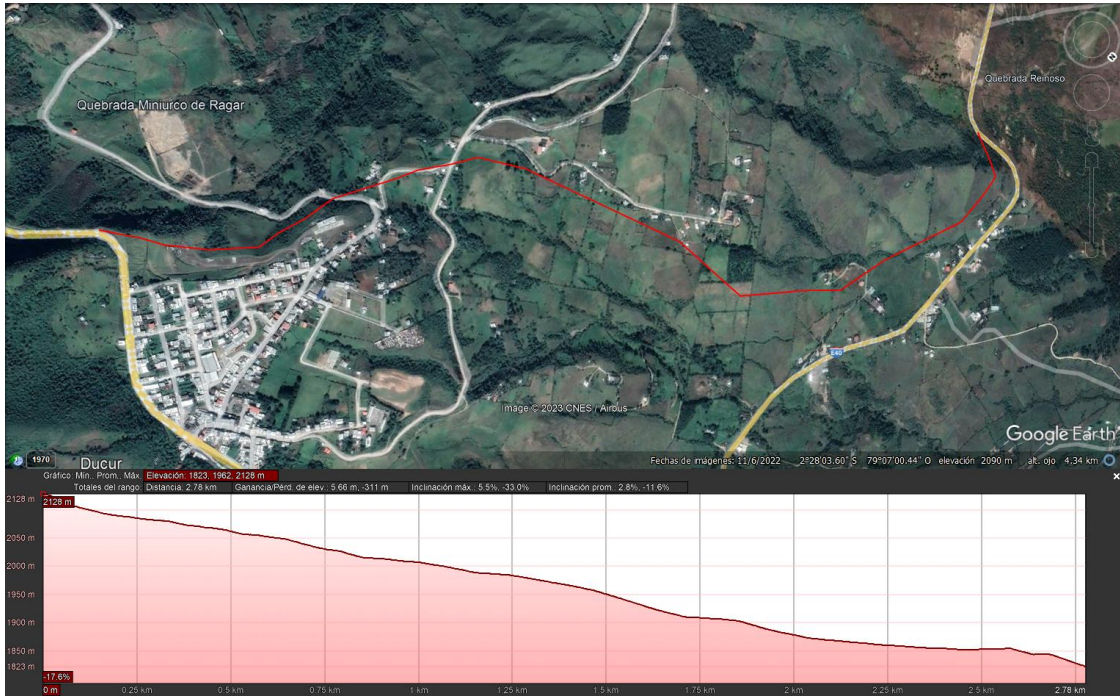 Quebrada Reinoso
Quebrada Miniurco de Ragar
E40
Image © 2023 CNES / Airbus
Google Earth
Ducur
1970
Fechas de imágenes: 11/6/2022 2°28'03.60" S 79°07'00.44" O elevación 2090 m alt. ojo 4.34 km
Gráfico: Mín., Prom., Máx. Elevación: 1823, 1962, 2128 m
Totales del rango: Distancia: 2.78 km Ganancia/Pérd. de elev.: 5.66 m, -311 m Inclinación máx.: 5.5%, -33.0% Inclinación prom.: 2.8%, -11.6%
2128 m
2128 m
2050 m
2000 m
1950 m
1900 m
1850 m
1823 m
-17.6%
0 m 0.25 km 0.5 km 0.75 km 1 km 1.25 km 1.5 km 1.75 km 2 km 2.25 km 2.5 km 2.78 km